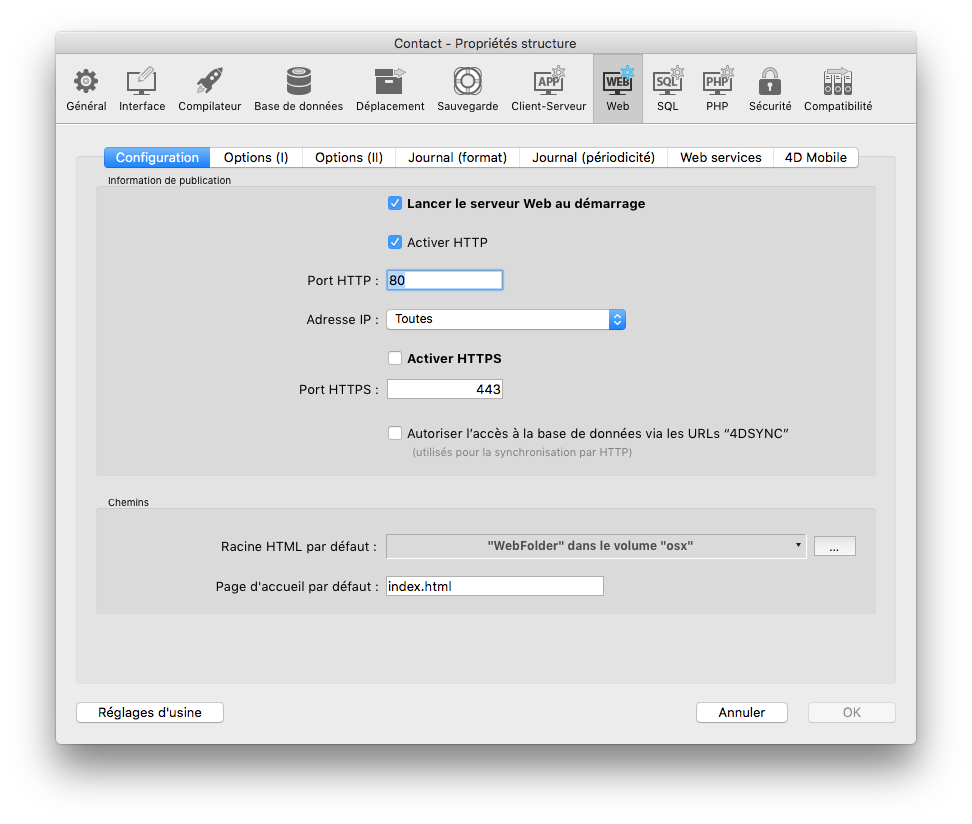 Contact - Propriétés structure
APP WEB SQL PHP
Général Interface Compilateur Base de données Déplacement Sauvegarde Client-Serveur Web SQL PHP Sécurité Compatibilité
Configuration Options (I) Options (II) Journal (format) Journal (périodicité) Web services 4D Mobile
Information de publication
Lancer le serveur Web au démarrage
Activer HTTP
Port HTTP : 80
Adresse IP : Toutes
Activer HTTPS
Port HTTPS : 443
Autoriser l’accès à la base de données via les URLs “4DSYNC”
(utilisés pour la synchronisation par HTTP)
Chemins
Racine HTML par défaut : "WebFolder" dans le volume "osx" ...
Page d'accueil par défaut : index.html
Réglages d'usine Annuler OK